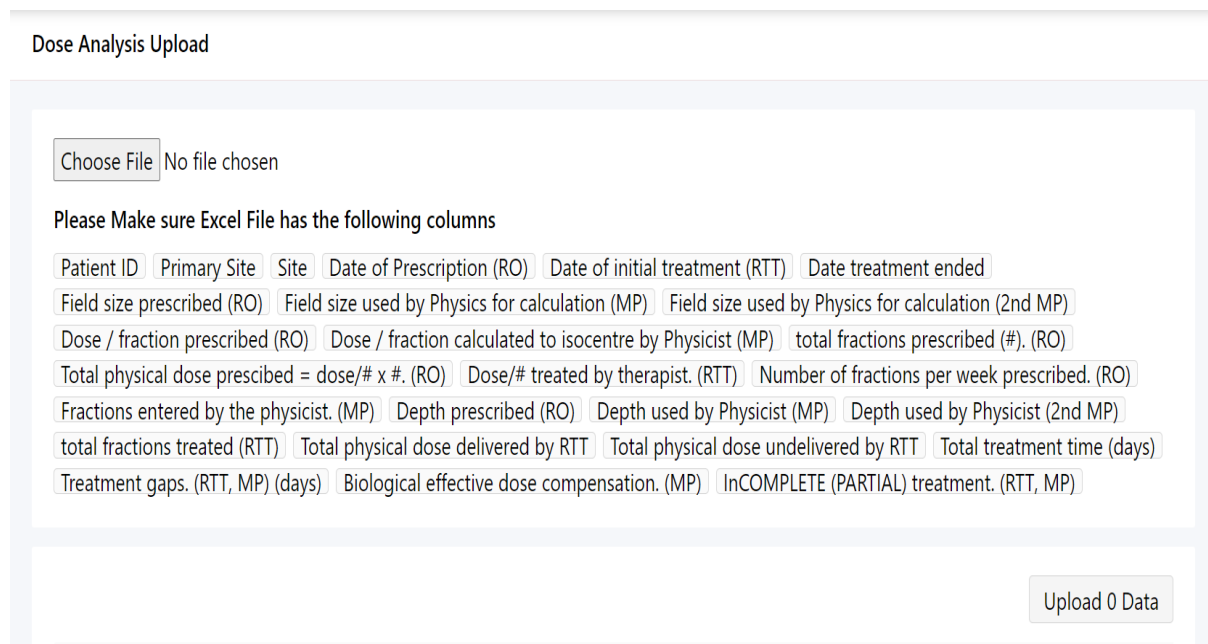 Dose Analysis Upload
Choose File No file chosen
Please Make sure Excel File has the following columns
Patient ID Primary Site Site Date of Prescription (RO) Date of initial treatment (RTT) Date treatment ended
Field size prescribed (RO) Field size used by Physics for calculation (MP) Field size used by Physics for calculation (2nd MP)
Dose / fraction prescribed (RO) Dose / fraction calculated to isocentre by Physicist (MP) total fractions prescribed (#). (RO)
Total physical dose prescibed = dose/# x #. (RO) Dose/# treated by therapist. (RTT) Number of fractions per week prescribed. (RO)
Fractions entered by the physicist. (MP) Depth prescribed (RO) Depth used by Physicist (MP) Depth used by Physicist (2nd MP)
total fractions treated (RTT) Total physical dose delivered by RTT Total physical dose undelivered by RTT Total treatment time (days)
Treatment gaps. (RTT, MP) (days) Biological effective dose compensation. (MP) InCOMPLETE (PARTIAL) treatment. (RTT, MP)
Upload 0 Data